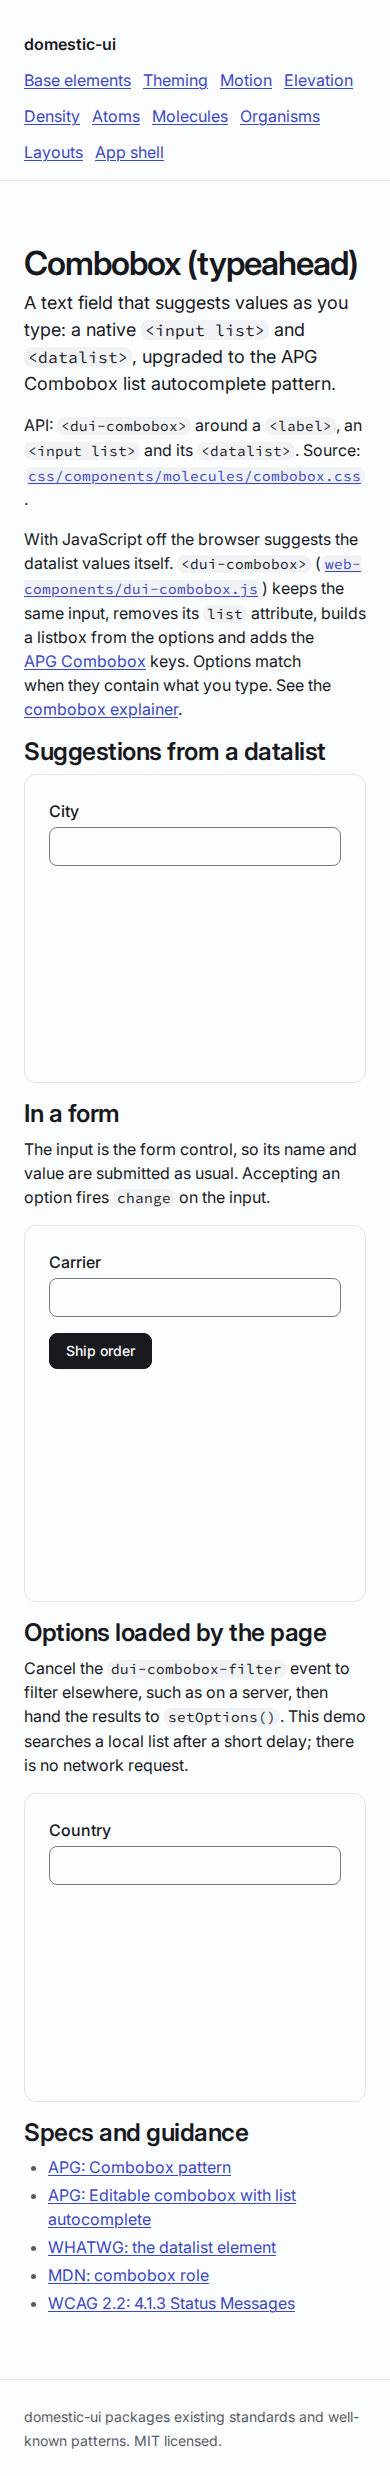 domestic-ui
Base elements Theming Motion Elevation
Density Atoms Molecules Organisms
Layouts App shell
Combobox (typeahead)
A text field that suggests values as you
type: a native <input list> and
<datalist>, upgraded to the APG
Combobox list autocomplete pattern.
API: <dui-combobox> around a <label>, an
<input list> and its <datalist>. Source:
css/components/molecules/combobox.css
.
With JavaScript off the browser suggests the
datalist values itself. <dui-combobox> (web-
components/dui-combobox.js) keeps the
same input, removes its list attribute, builds
a listbox from the options and adds the
APG Combobox keys. Options match
when they contain what you type. See the
combobox explainer.
Suggestions from a datalist
City
In a form
The input is the form control, so its name and
value are submitted as usual. Accepting an
option fires change on the input.
Carrier
Ship order
Options loaded by the page
Cancel the dui-combobox-filter event to
filter elsewhere, such as on a server, then
hand the results to setOptions(). This demo
searches a local list after a short delay; there
is no network request.
Country
Specs and guidance
APG: Combobox pattern
APG: Editable combobox with list
autocomplete
WHATWG: the datalist element
MDN: combobox role
WCAG 2.2: 4.1.3 Status Messages
domestic-ui packages existing standards and well-
known patterns. MIT licensed.